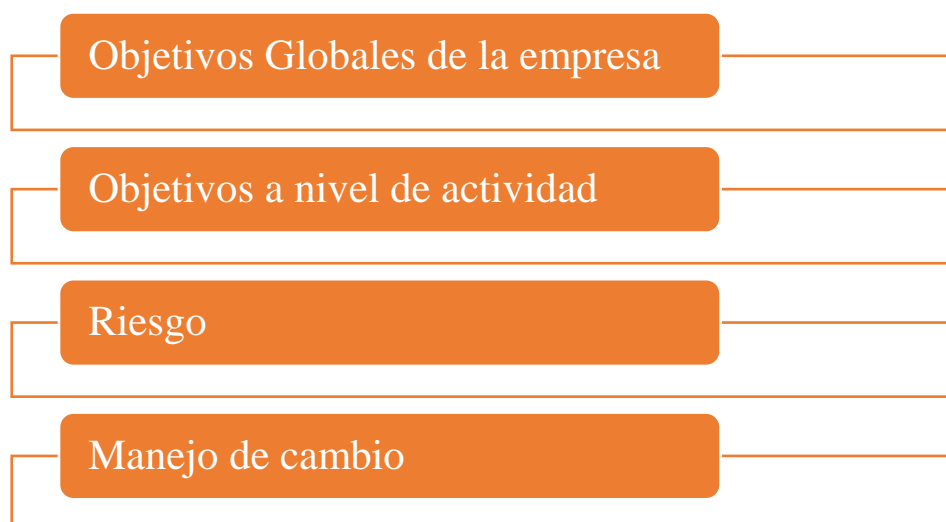 Objetivos Globales de la empresa
Objetivos a nivel de actividad
Riesgo
Manejo de cambio